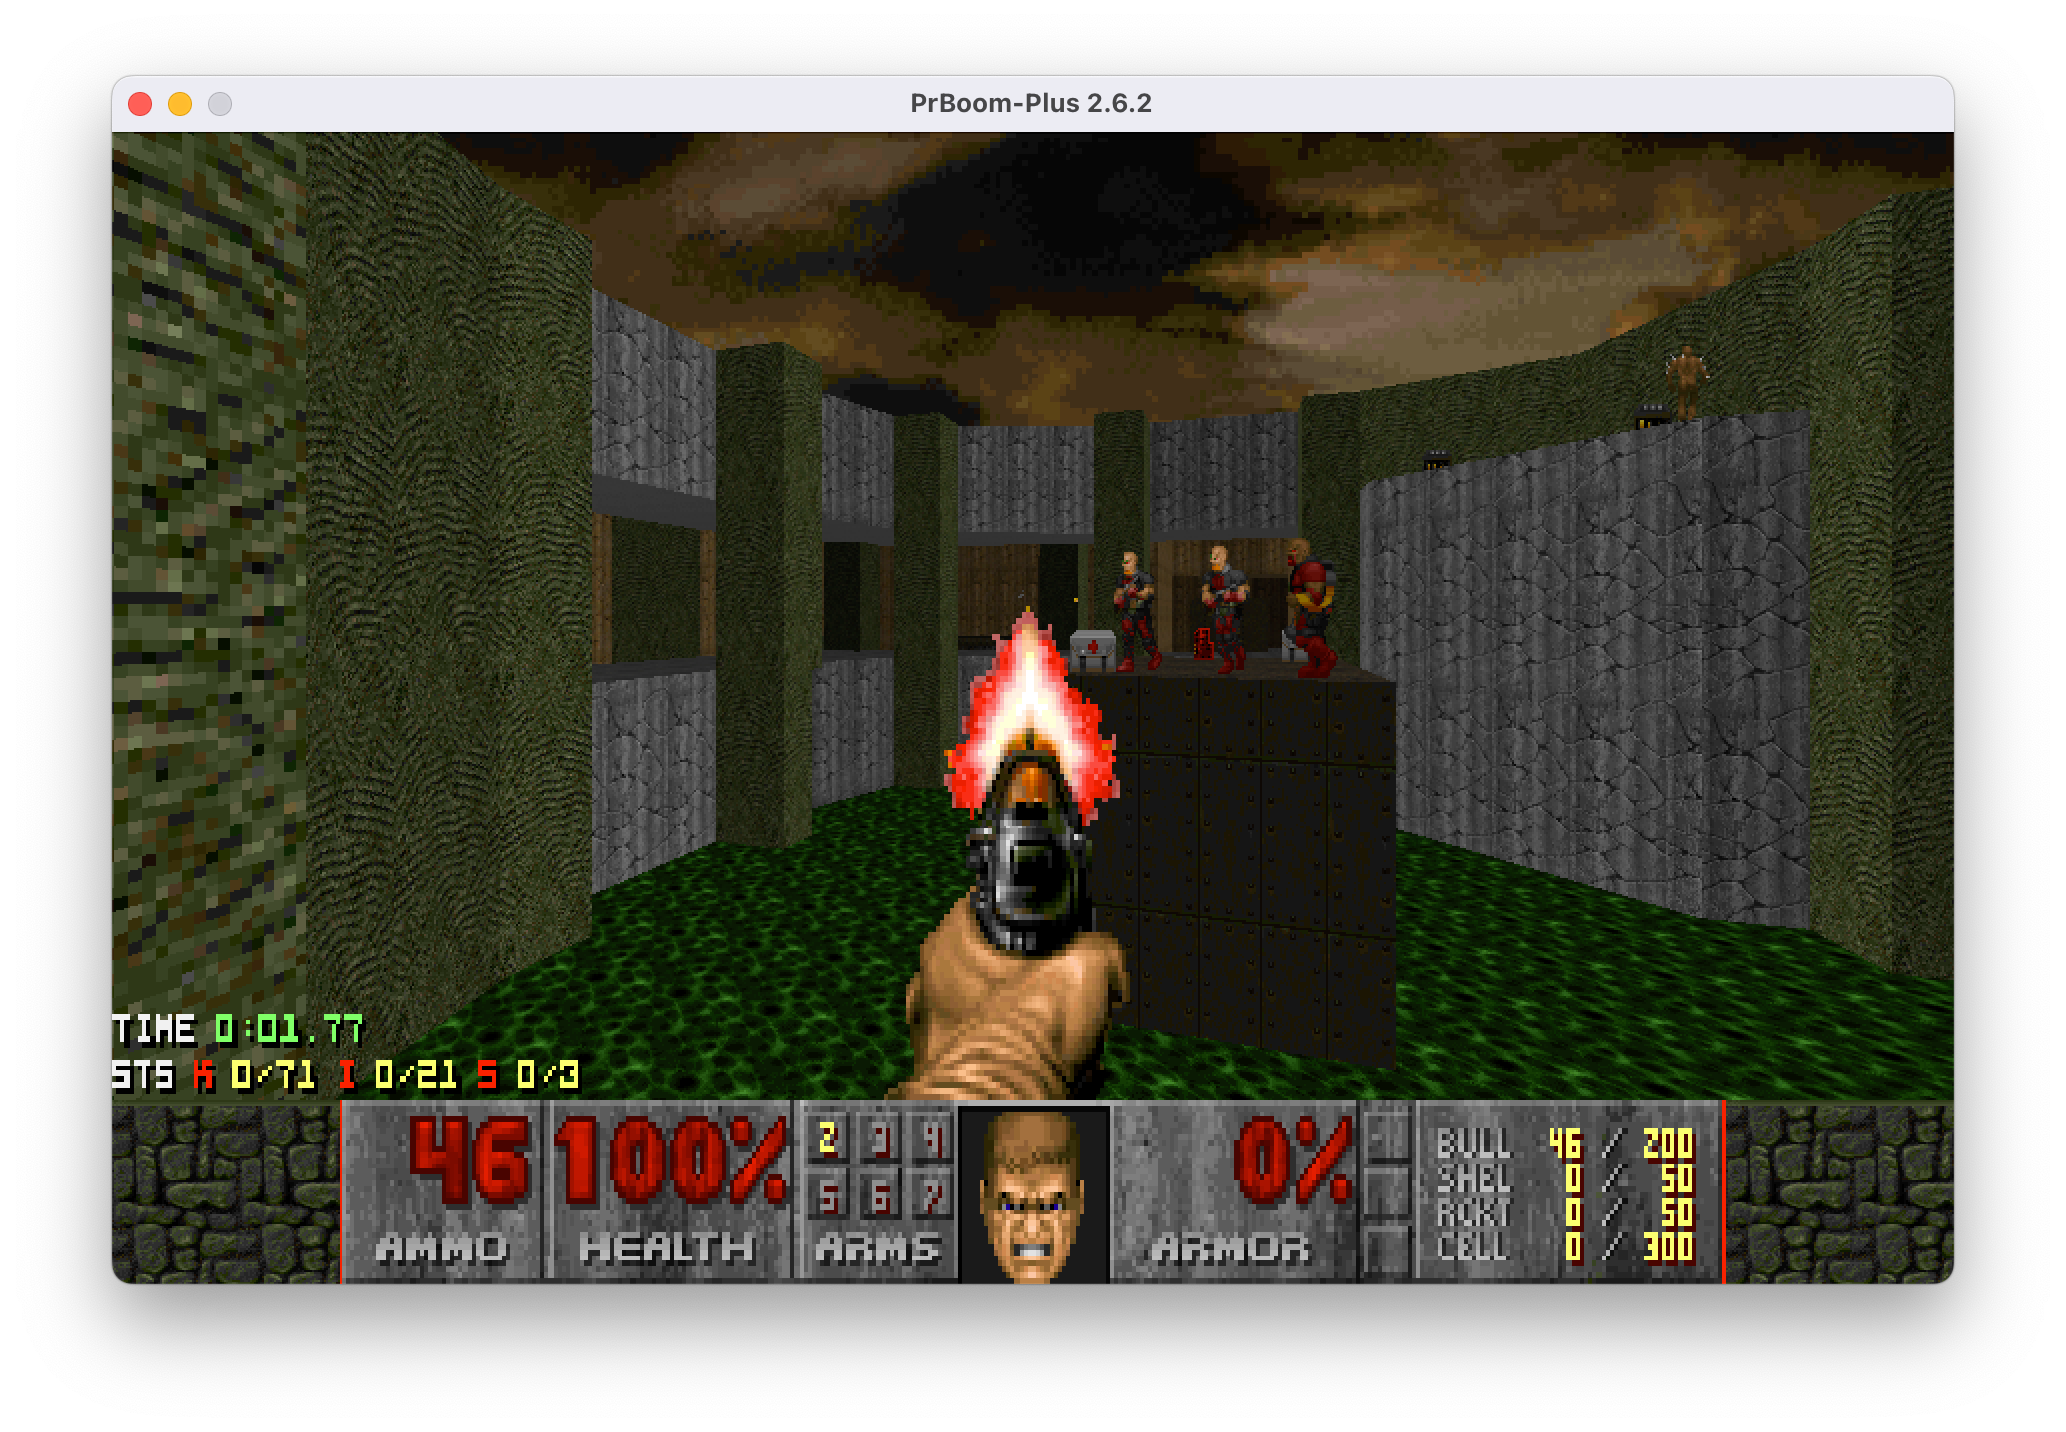 PrBoom-Plus 2.6.2
TIME 0:01.77
STS K 0/71 I 0/21 S 0/3
46 100% 2 3 4 0% BULL 46 / 200
5 6 7 SHEL 0 / 50
RCKT 0 / 50
AMMO HEALTH ARMS ARMOR CELL 0 / 300